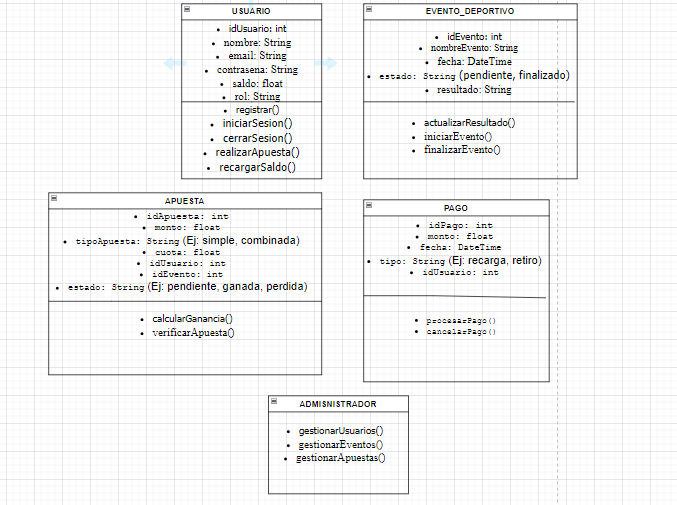 USUARIO
• idUsuario: int
• nombre: String
• email: String
• contrasena: String
• saldo: float
• rol: String
• registrar()
• iniciarSesion()
• cerrarSesion()
• realizarApuesta()
• recargarSaldo()
EVENTO_DEPORTIVO
• idEvento: int
• nombreEvento: String
• fecha: DateTime
• estado: String (pendiente, finalizado)
• resultado: String
• actualizarResultado()
• iniciarEvento()
• finalizarEvento()
APUESTA
• idApuesta: int
• monto: float
• tipoApuesta: String (Ej: simple, combinada)
• cuota: float
• idUsuario: int
• idEvento: int
• estado: String (Ej: pendiente, ganada, perdida)
• calcularGanancia()
• verificarApuesta()
PAGO
• idPago: int
• monto: float
• fecha: DateTime
• tipo: String (Ej: recarga, retiro)
• idUsuario: int
• procesarPago()
• cancelarPago()
ADMISNISTRADOR
• gestionarUsuarios()
• gestionarEventos()
• gestionarApuestas()